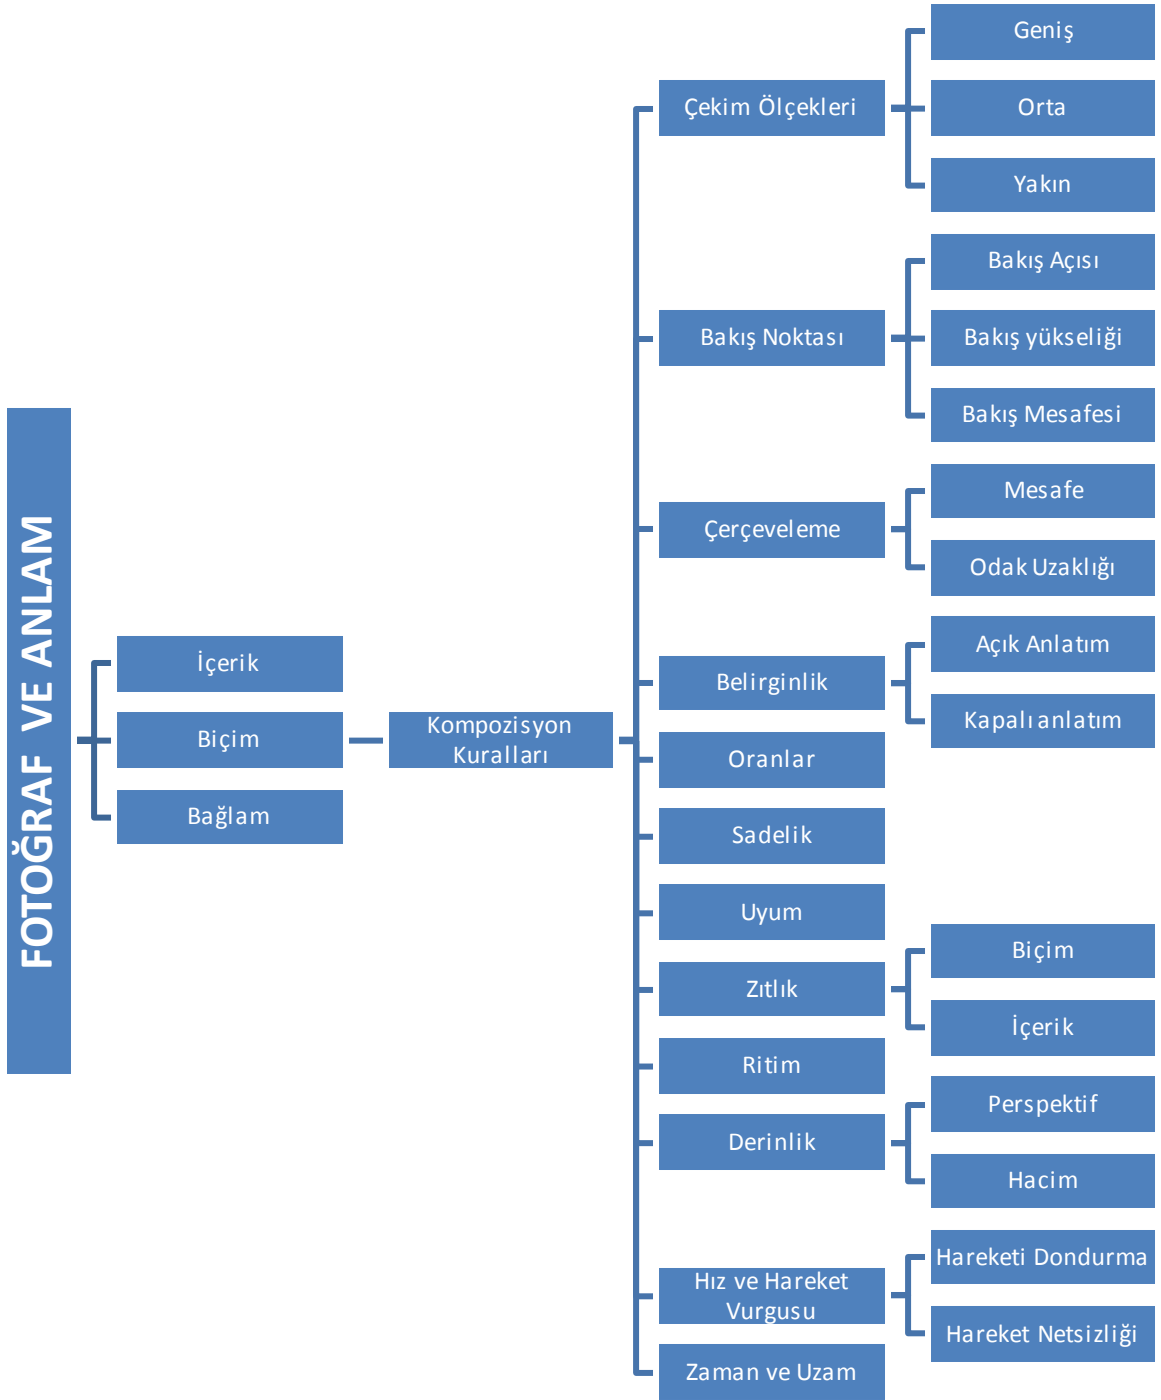 FOTOĞRAF VE ANLAM
İçerik
Biçim
Bağlam
Kompozisyon
Kuralları
Çekim Ölçekleri
Geniş
Orta
Yakın
Bakış Noktası
Bakış Açısı
Bakış yükseliği
Bakış Mesafesi
Çerçeveleme
Mesafe
Odak Uzaklığı
Belirginlik
Açık Anlatım
Kapalı anlatım
Oranlar
Sadelik
Uyum
Zıtlık
Biçim
İçerik
Ritim
Derinlik
Perspektif
Hacim
Hız ve Hareket
Vurgusu
Hareketi Dondurma
Hareket Netsizliği
Zaman ve Uzam